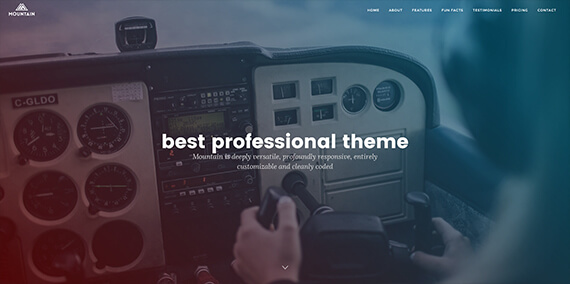 MOUNTAIN
HOME ABOUT FEATURES FUN FACTS TESTIMONIALS PRICING CONTACT
C-GLDO
best professional theme
Mountain is deeply versatile, profoundly responsive, entirely
customizable and cleanly coded